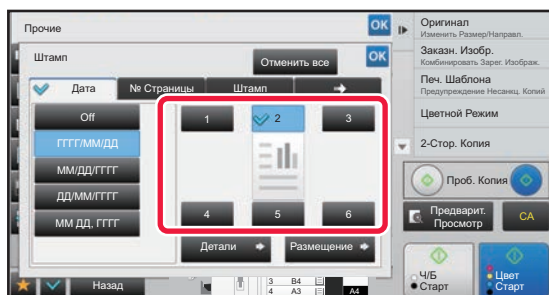 Прочие
OK
Штамп
Отменить все
OK
Дата
№ Страницы
Штамп
Off
ГГГГ/ММ/ДД
ММ/ДД/ГГГГ
ДД/ММ/ГГГГ
ММ ДД, ГГГГ
1
2
3
4
5
6
Детали
Размещение
Назад
3 B4
4 A3
A4
Оригинал
Изменить Размер/Направл.
Заказн. Изобр.
Комбинировать Зарег. Изображ.
Печ. Шаблона
Предупреждение Несанкц. Копий
Цветной Режим
2-Стор. Копия
Проб. Копия
Предварит.
Просмотр
CA
Ч/Б
Старт
Цвет
Старт